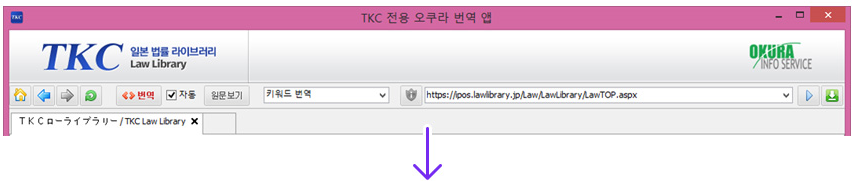 TKC 전용 오쿠라 번역 앱
TKC
TKC 일본 법률 라이브러리
Law Library
OKURA
INFO SERVICE
번역 자동 원문보기 키워드 번역 https://ipos.lawlibrary.jp/Law/LawLibrary/LawTOP.aspx
ＴＫＣローライブラリー / TKC Law Library